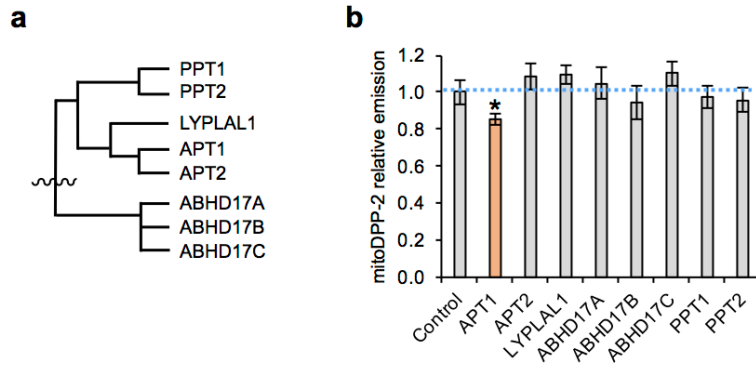 a
PPT1
PPT2
LYPLAL1
APT1
APT2
ABHD17A
ABHD17B
ABHD17C
b
mitoDPP-2 relative emission
1.2
1.0
0.8
0.6
0.4
0.2
0.0
*
Control
APT1
APT2
LYPLAL1
ABHD17A
ABHD17B
ABHD17C
PPT1
PPT2